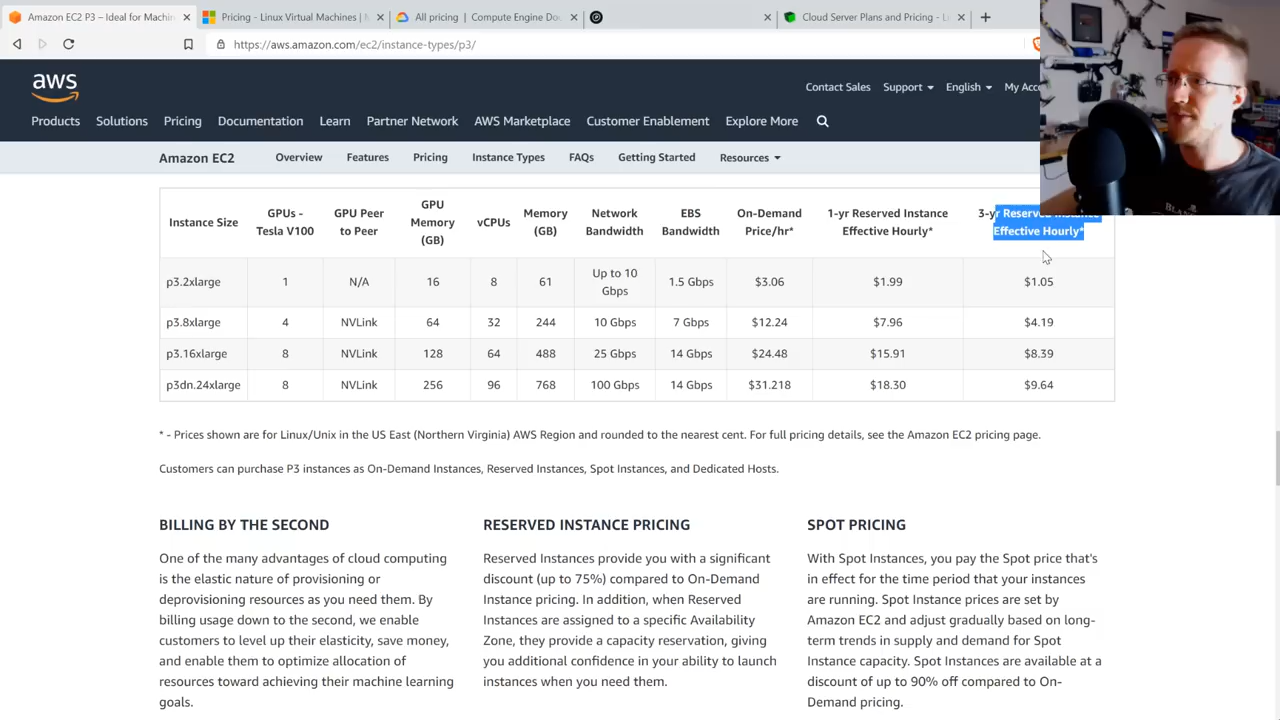 Amazon EC2 P3 – Ideal for Machin
Pricing - Linux Virtual Machines | M
All pricing | Compute Engine Doc
Cloud Server Plans and Pricing - L
https://aws.amazon.com/ec2/instance-types/p3/
aws
Contact Sales Support English My Acco
Products Solutions Pricing Documentation Learn Partner Network AWS Marketplace Customer Enablement Explore More
Amazon EC2 Overview Features Pricing Instance Types FAQs Getting Started Resources
Instance Size
GPUs -
Tesla V100
GPU Peer
to Peer
GPU
Memory
(GB)
vCPUs
Memory
(GB)
Network
Bandwidth
EBS
Bandwidth
On-Demand
Price/hr*
1-yr Reserved Instance
Effective Hourly*
3-yr Reserved Instance
Effective Hourly*
p3.2xlarge 1 N/A 16 8 61 Up to 10 Gbps 1.5 Gbps $3.06 $1.99 $1.05
p3.8xlarge 4 NVLink 64 32 244 10 Gbps 7 Gbps $12.24 $7.96 $4.19
p3.16xlarge 8 NVLink 128 64 488 25 Gbps 14 Gbps $24.48 $15.91 $8.39
p3dn.24xlarge 8 NVLink 256 96 768 100 Gbps 14 Gbps $31.218 $18.30 $9.64
* - Prices shown are for Linux/Unix in the US East (Northern Virginia) AWS Region and rounded to the nearest cent. For full pricing details, see the Amazon EC2 pricing page.
Customers can purchase P3 instances as On-Demand Instances, Reserved Instances, Spot Instances, and Dedicated Hosts.
BILLING BY THE SECOND
One of the many advantages of cloud computing
is the elastic nature of provisioning or
deprovisioning resources as you need them. By
billing usage down to the second, we enable
customers to level up their elasticity, save money,
and enable them to optimize allocation of
resources toward achieving their machine learning
goals.
RESERVED INSTANCE PRICING
Reserved Instances provide you with a significant
discount (up to 75%) compared to On-Demand
Instance pricing. In addition, when Reserved
Instances are assigned to a specific Availability
Zone, they provide a capacity reservation, giving
you additional confidence in your ability to launch
instances when you need them.
SPOT PRICING
With Spot Instances, you pay the Spot price that's
in effect for the time period that your instances
are running. Spot Instance prices are set by
Amazon EC2 and adjust gradually based on long-
term trends in supply and demand for Spot
Instance capacity. Spot Instances are available at a
discount of up to 90% off compared to On-
Demand pricing.